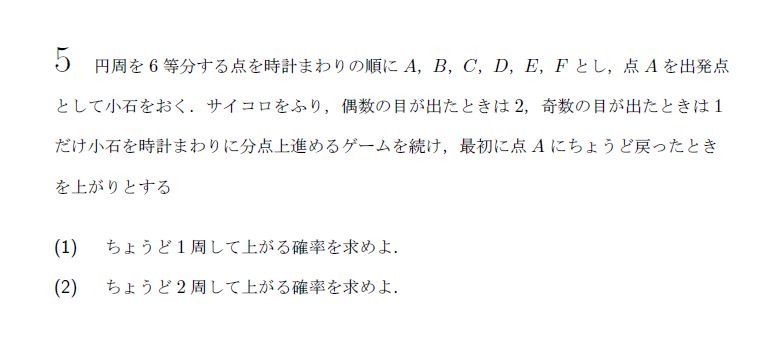 5 円周を 6 等分する点を時計まわりの順に A，B，C，D，E，F とし，点 A を出発点
として小石をおく．サイコロをふり，偶数の目が出たときは 2，奇数の目が出たときは 1
だけ小石を時計まわりに分点上進めるゲームを続け，最初に点 A にちょうど戻ったとき
を上がりとする
(1) ちょうど 1 周して上がる確率を求めよ．
(2) ちょうど 2 周して上がる確率を求めよ．